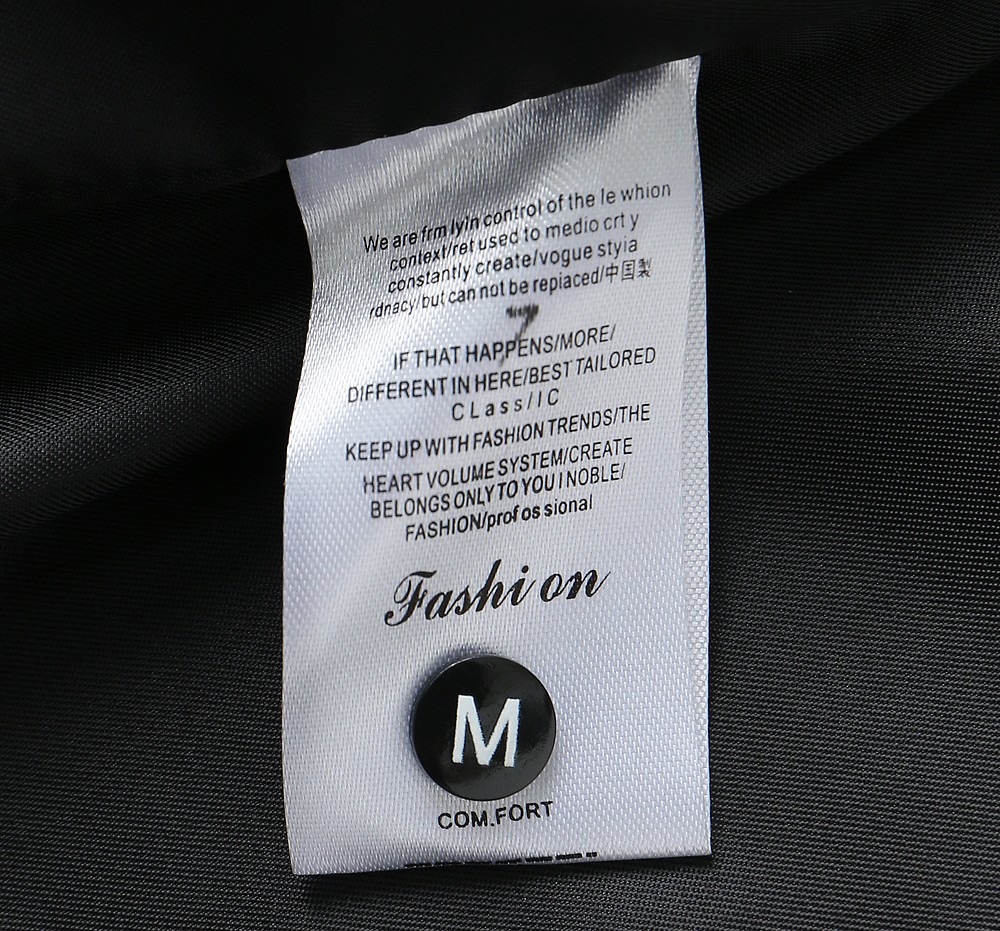 We are frm lyin control of the le whion
context/ret used to medio crt y
constantly create/vogue styia
rdnacy/but can not be replaced/中国製
IF THAT HAPPENS/MORE/
DIFFERENT IN HERE/BEST TAILORED
CLass/IC
KEEP UP WITH FASHION TRENDS/THE
HEART VOLUME SYSTEM/CREATE
BELONGS ONLY TO YOU I NOBLE/
FASHION/prof os sional
Fashi on
M
COM.FORT